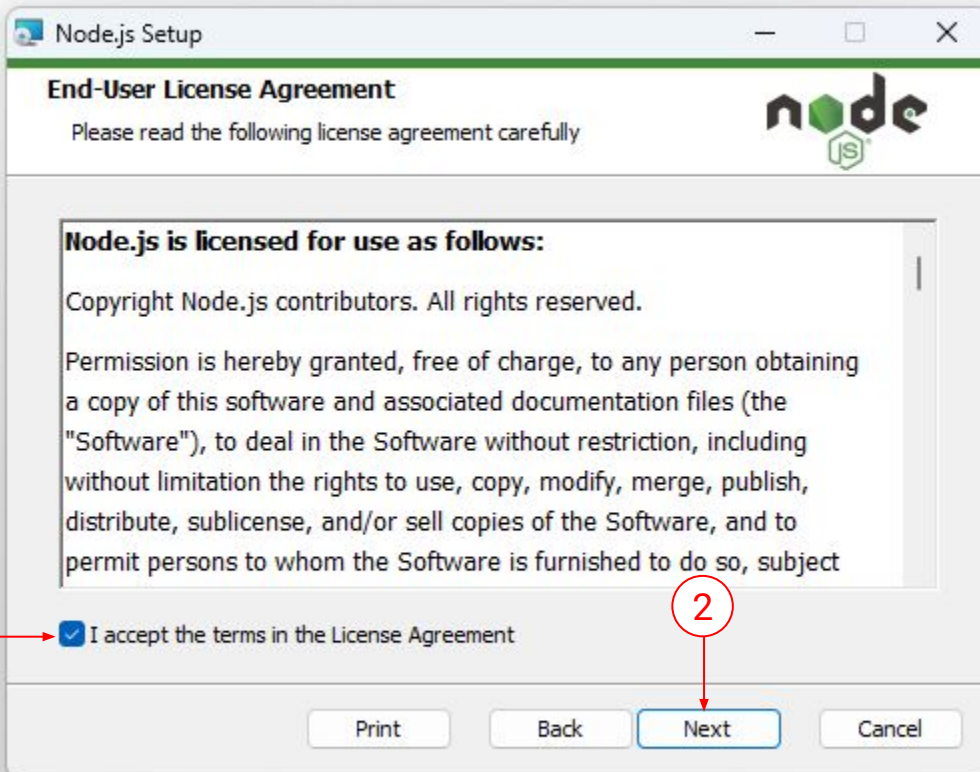 Node.js Setup
End-User License Agreement
Please read the following license agreement carefully
node
JS
Node.js is licensed for use as follows:
Copyright Node.js contributors. All rights reserved.
Permission is hereby granted, free of charge, to any person obtaining
a copy of this software and associated documentation files (the
"Software"), to deal in the Software without restriction, including
without limitation the rights to use, copy, modify, merge, publish,
distribute, sublicense, and/or sell copies of the Software, and to
permit persons to whom the Software is furnished to do so, subject
2
I accept the terms in the License Agreement
Print Back Next Cancel